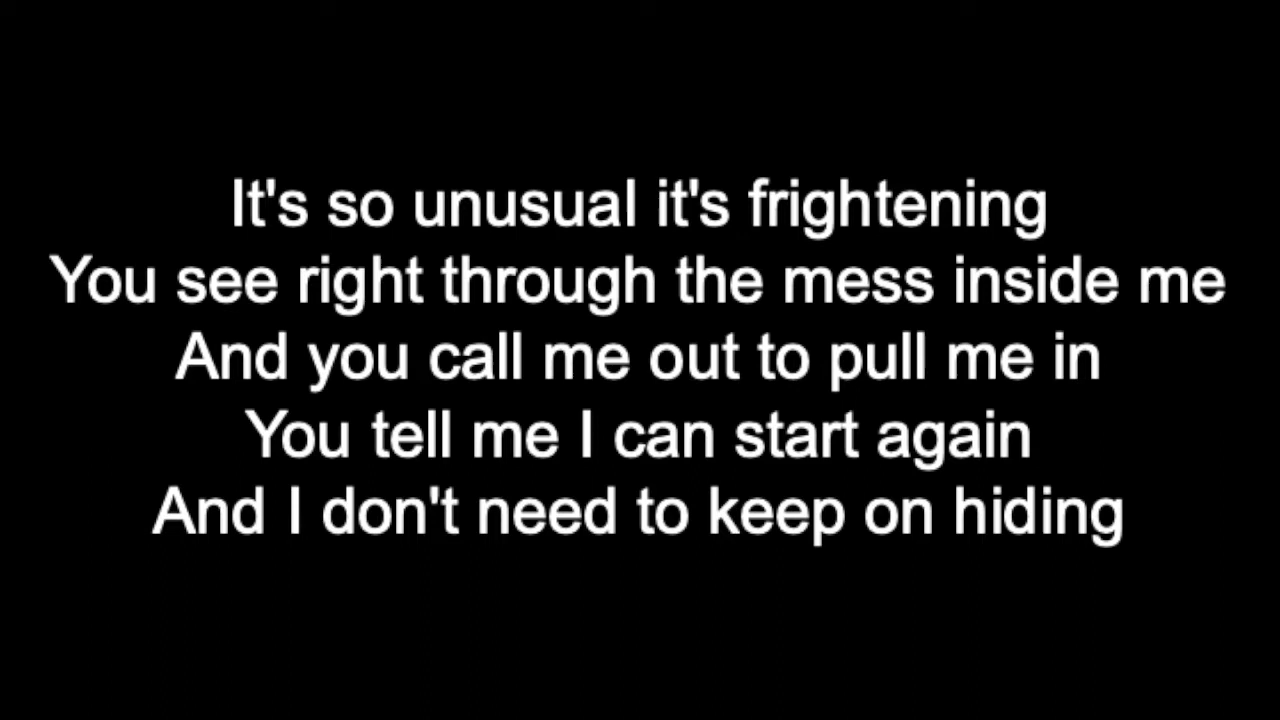 It's so unusual it's frightening
You see right through the mess inside me
And you call me out to pull me in
You tell me I can start again
And I don't need to keep on hiding